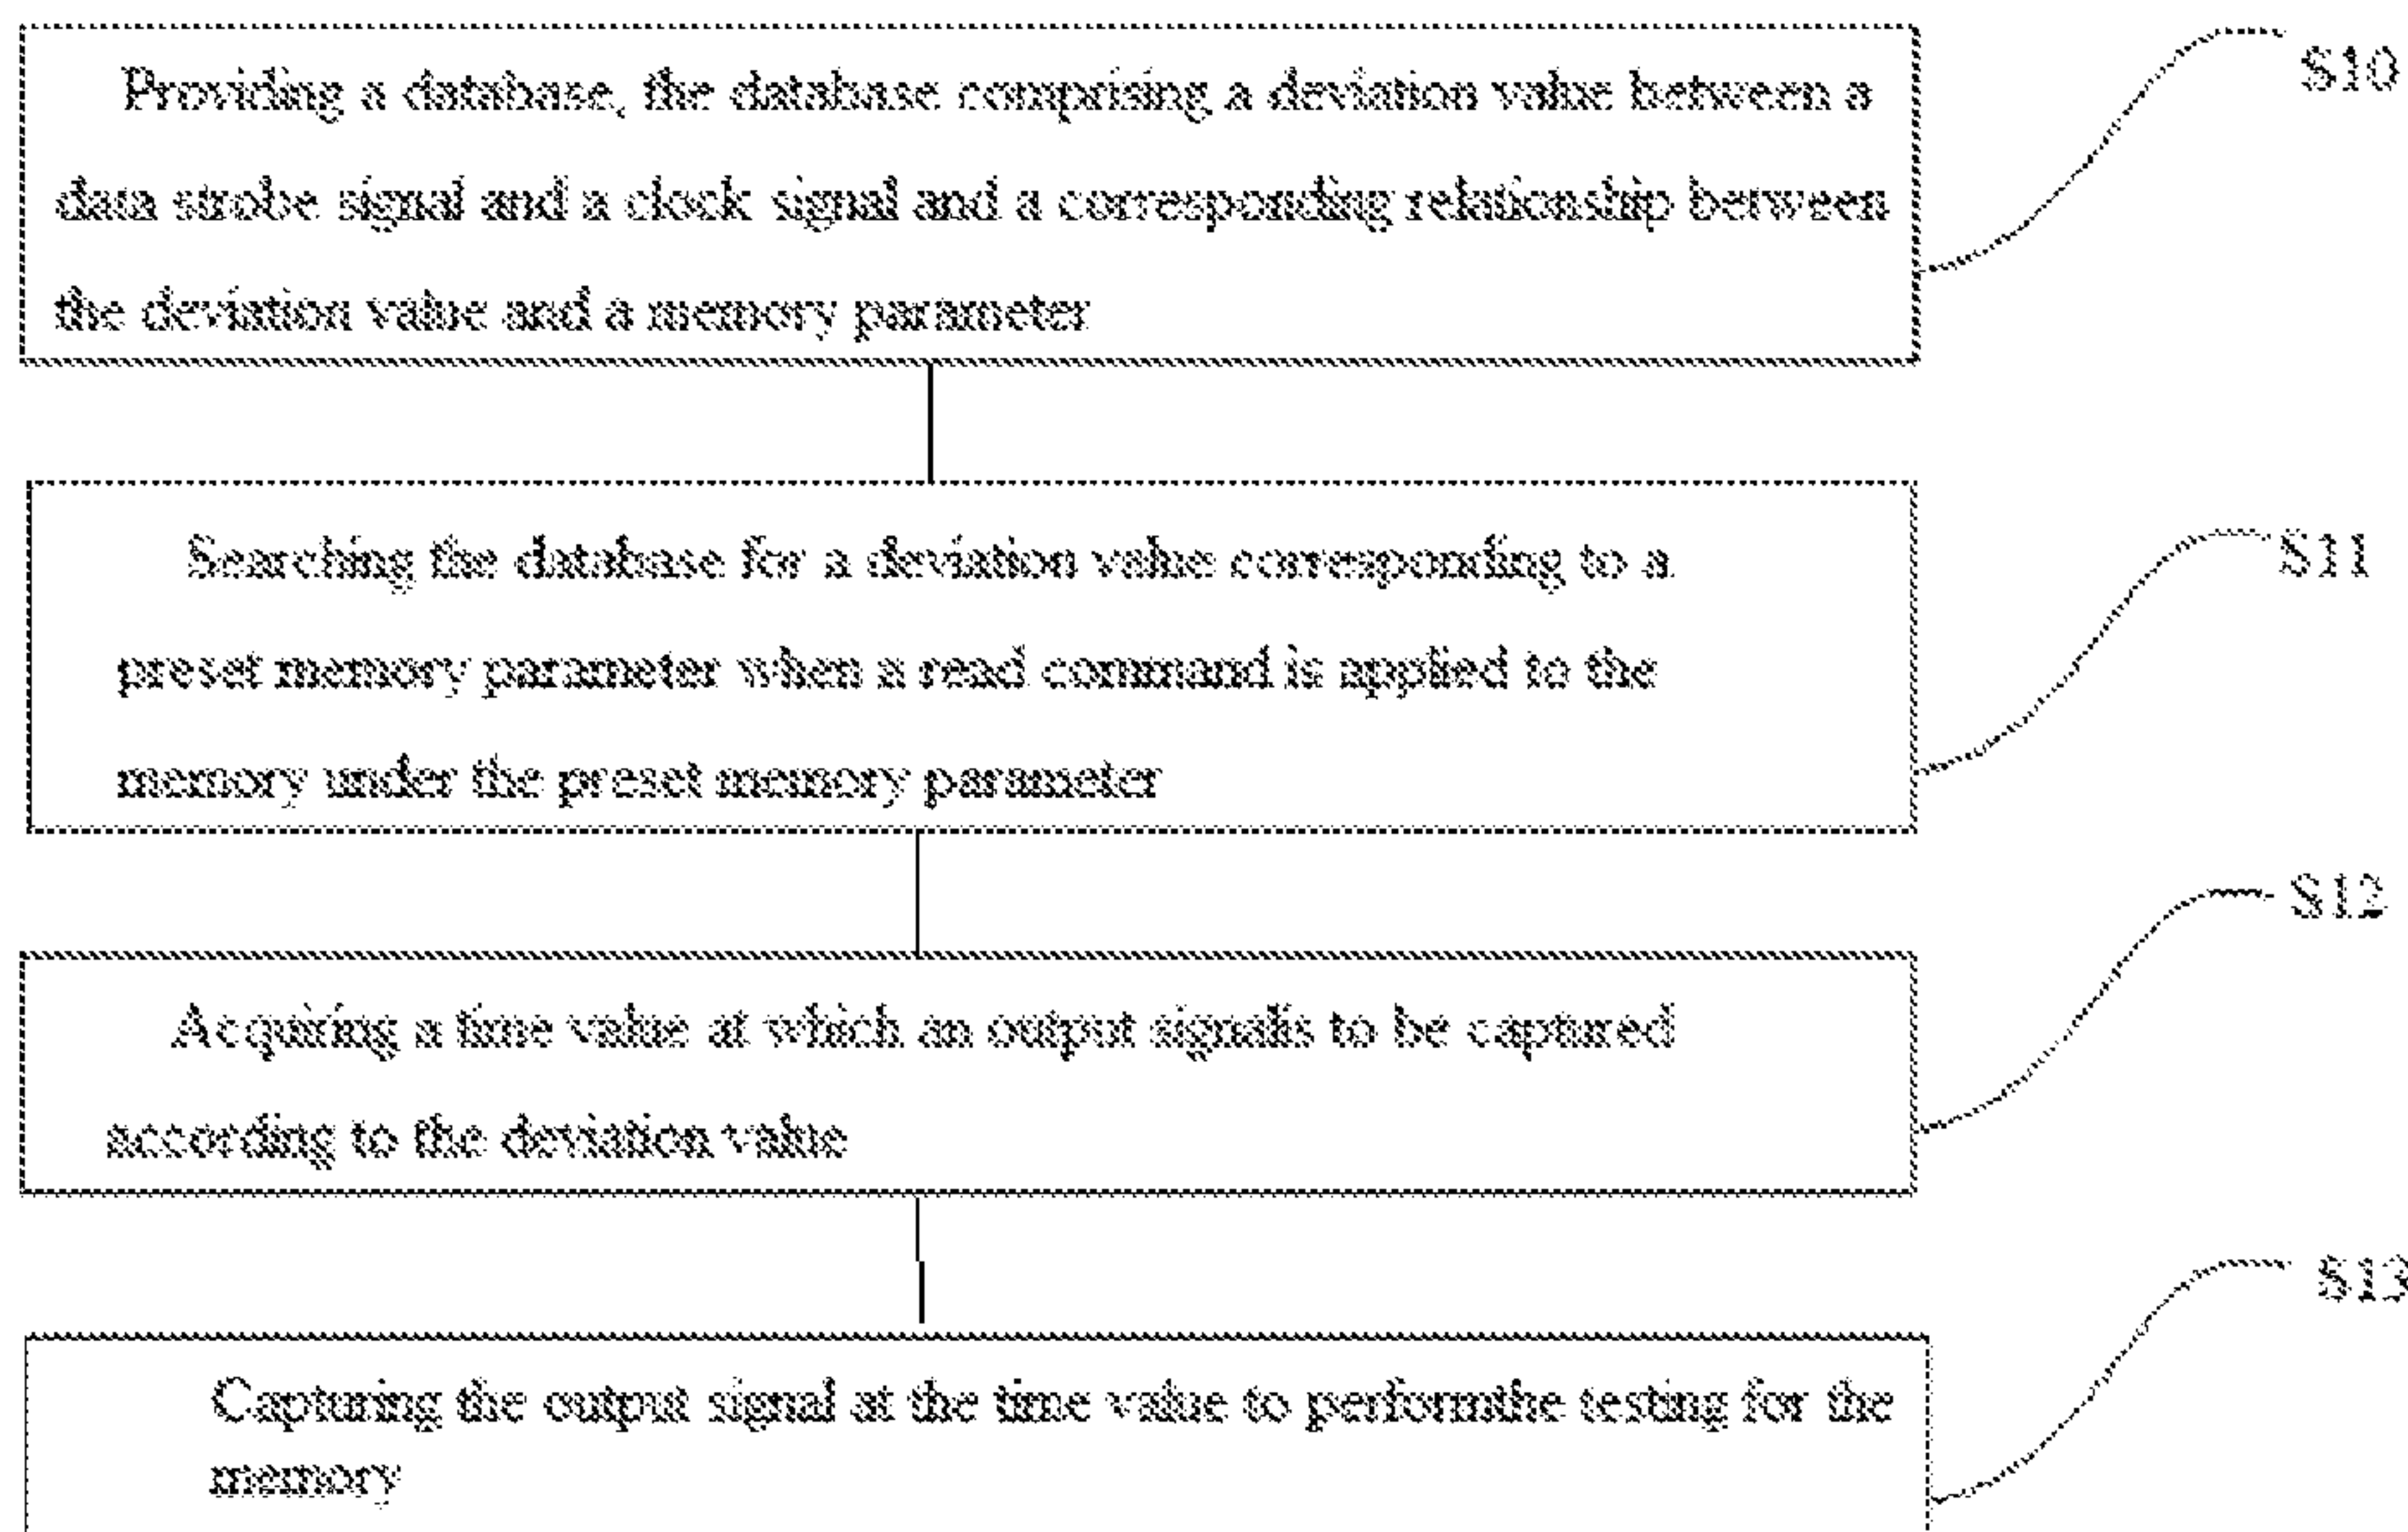 Providing a database, the database comprising a deviation value between a
S10
data strobe signal and a clock signal and a corresponding relationship between
the deviation value and a memory parameter
Searching the database for a deviation value corresponding to a
S11
preset memory parameter when a read command is applied to the
memory under the preset memory parameter
S12
Acquiring a time value at which an output signalis to be captured
according to the deviation value
S13
Capturing the output signal at the time value to performthe testing for the
memory